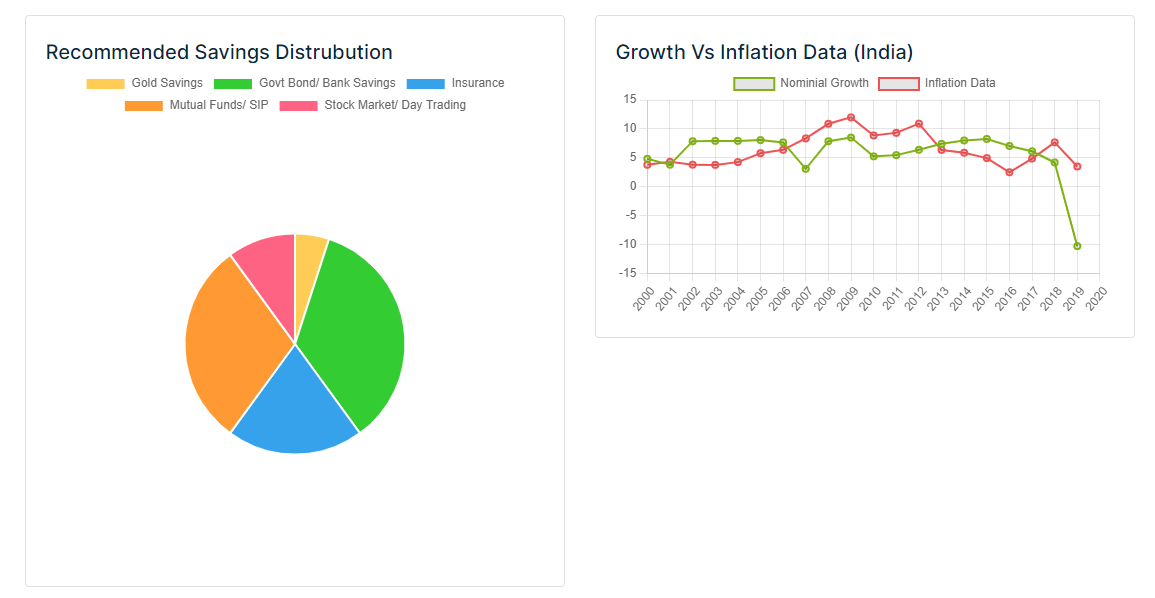 Recommended Savings Distrubution
Gold Savings Govt Bond/ Bank Savings Insurance
Mutual Funds/ SIP Stock Market/ Day Trading
Growth Vs Inflation Data (India)
Nominial Growth Inflation Data
15
10
5
0
-5
-10
-15
2000 2001 2002 2003 2004 2005 2006 2007 2008 2009 2010 2011 2012 2013 2014 2015 2016 2017 2018 2019 2020